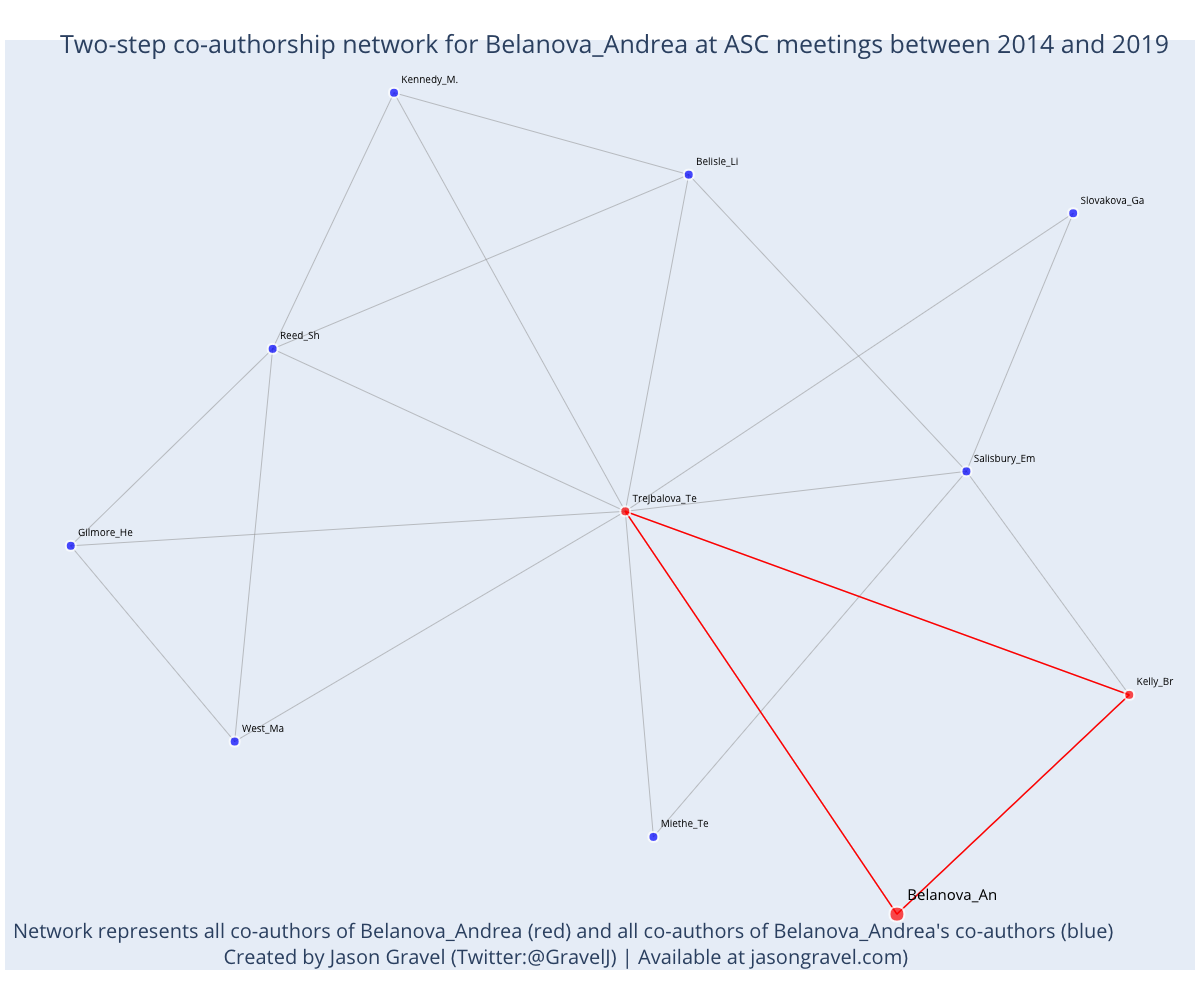 Two-step co-authorship network for Belanova_Andrea at ASC meetings between 2014 and 2019
Kennedy_M.
Belisle_Li
Slovakova_Ga
Reed_Sh
Salisbury_Em
Trejbalova_Te
Gilmore_He
Kelly_Br
West_Ma
Miethe_Te
Belanova_An
Network represents all co-authors of Belanova_Andrea (red) and all co-authors of Belanova_Andrea's co-authors (blue)
Created by Jason Gravel (Twitter:@GravelJ) | Available at jasongravel.com)